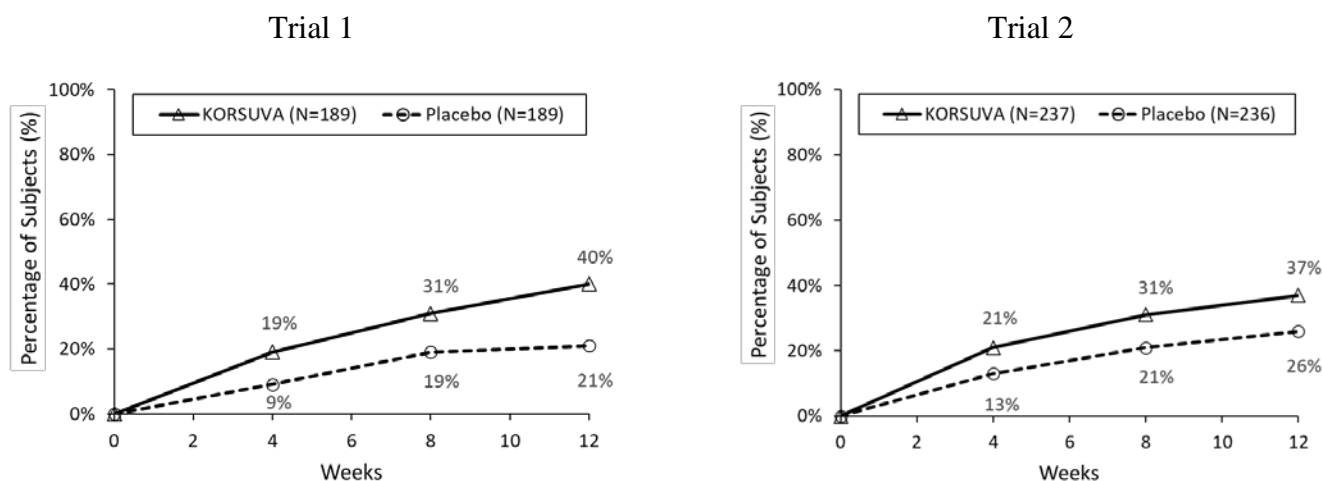 Trial 1
Percentage of Subjects (%)
100%
80%
60%
40%
20%
0%
KORSUVA (N=189) Placebo (N=189)
40%
31%
19%
21%
19%
9%
0 2 4 6 8 10 12
Weeks
Trial 2
Percentage of Subjects (%)
100%
80%
60%
40%
20%
0%
KORSUVA (N=237) Placebo (N=236)
37%
31%
21%
26%
21%
13%
0 2 4 6 8 10 12
Weeks